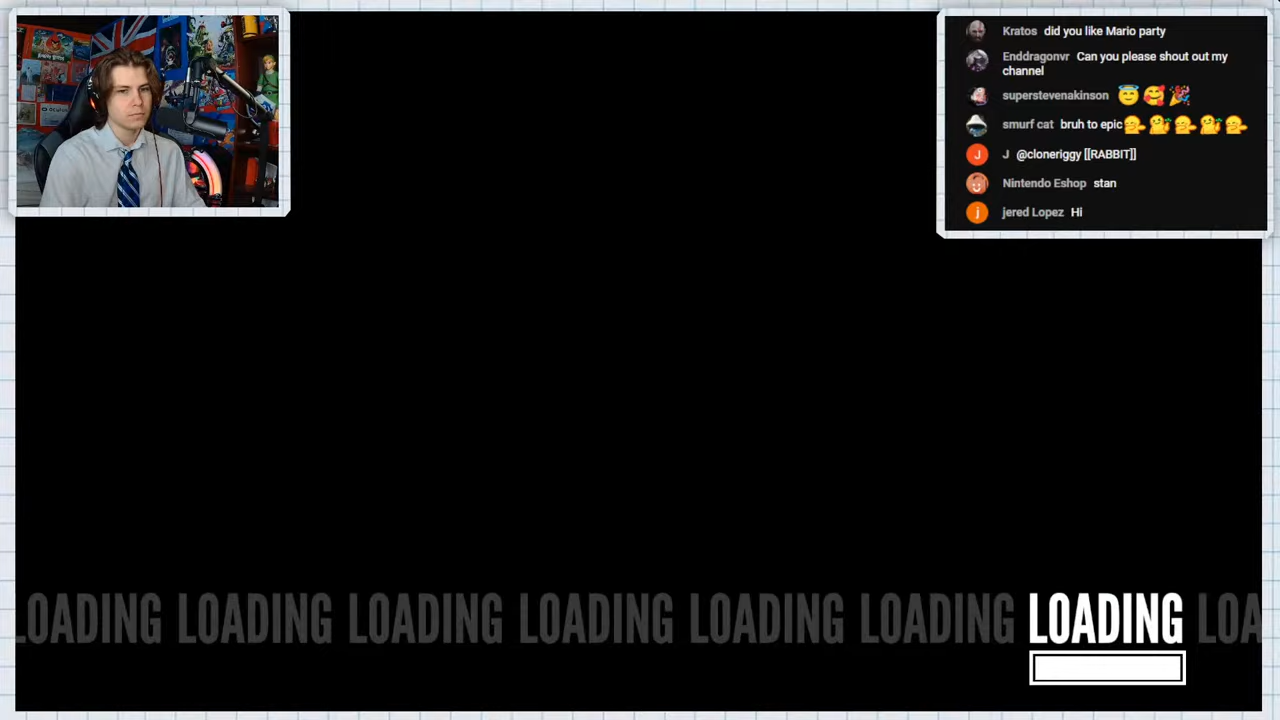 Kratos did you like Mario party
Enddragonvr Can you please shout out my
channel
superstevenakinson
smurf cat bruh to epic
J @cloneriggy [[RABBIT]]
Nintendo Eshop stan
jered Lopez Hi
LOADING LOADING LOADING LOADING LOADING LOADING LOADING LOA